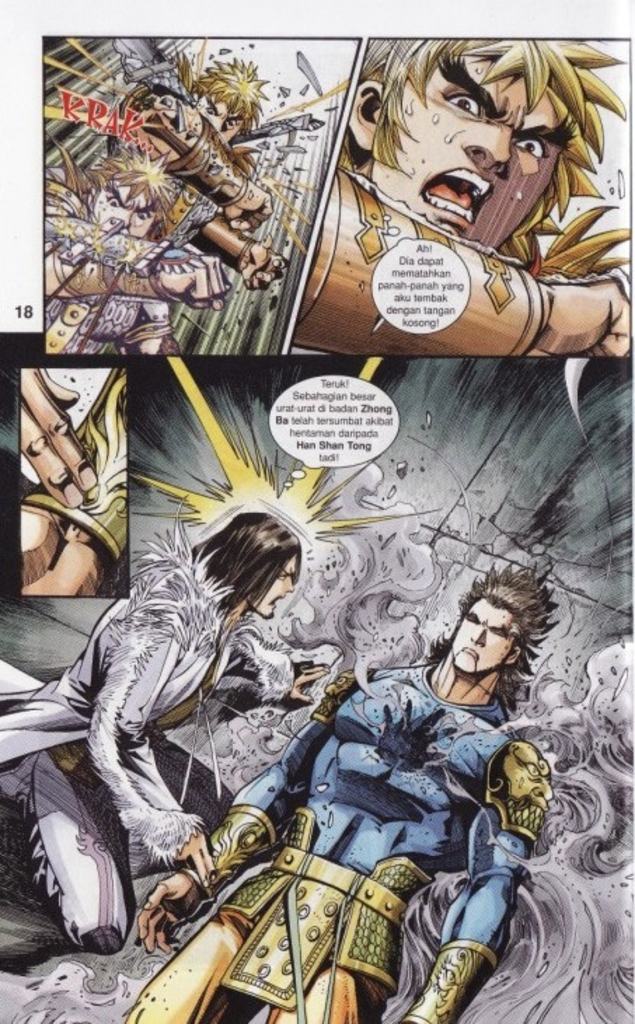 KRAK...
Ah!
Dia dapat
mematahkan
panah-panah yang
aku tembak
dengan tangan
kosong!
18
Teruk!
Sebahagian besar
urat-urat di badan Zhong
Ba telah tersumbat akibat
hentaman daripada
Han Shan Tong
tadi!